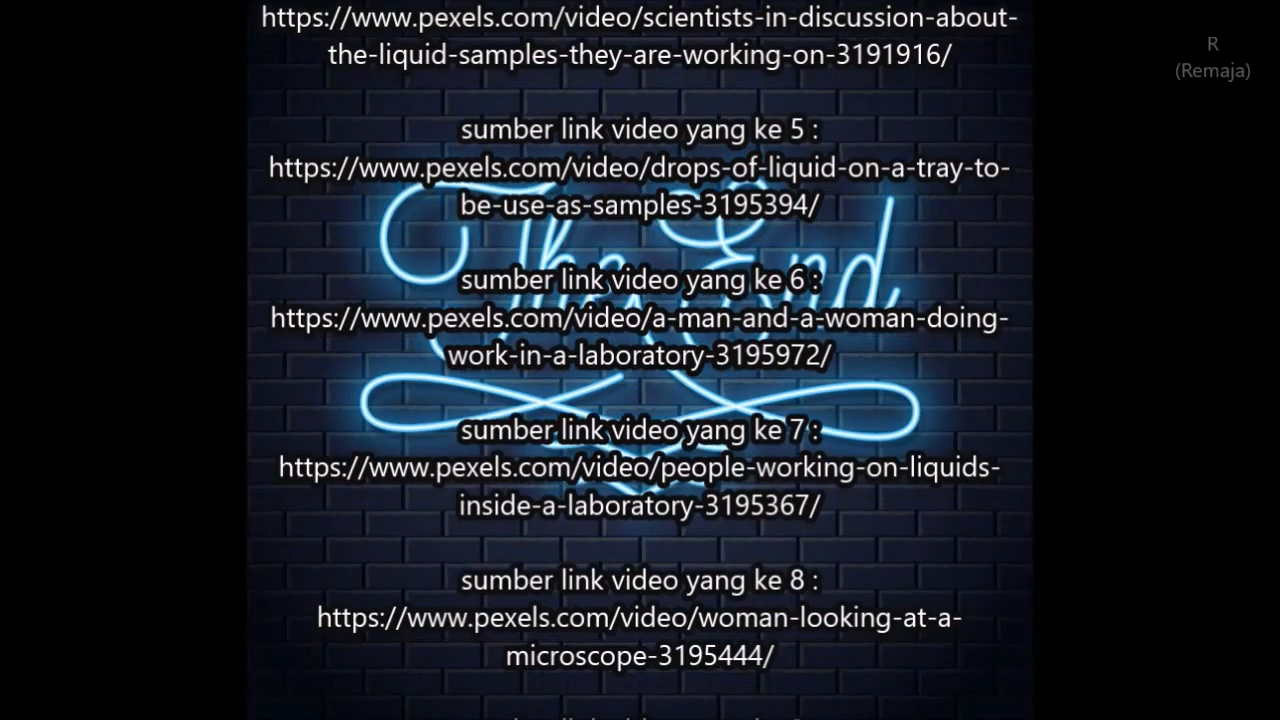 https://www.pexels.com/video/scientists-in-discussion-about-
the-liquid-samples-they-are-working-on-3191916/
R
(Remaja)
sumber link video yang ke 5 :
https://www.pexels.com/video/drops-of-liquid-on-a-tray-to-
be-use-as-samples-3195394/
The End
sumber link video yang ke 6 :
https://www.pexels.com/video/a-man-and-a-woman-doing-
work-in-a-laboratory-3195972/
sumber link video yang ke 7 :
https://www.pexels.com/video/people-working-on-liquids-
inside-a-laboratory-3195367/
sumber link video yang ke 8 :
https://www.pexels.com/video/woman-looking-at-a-
microscope-3195444/